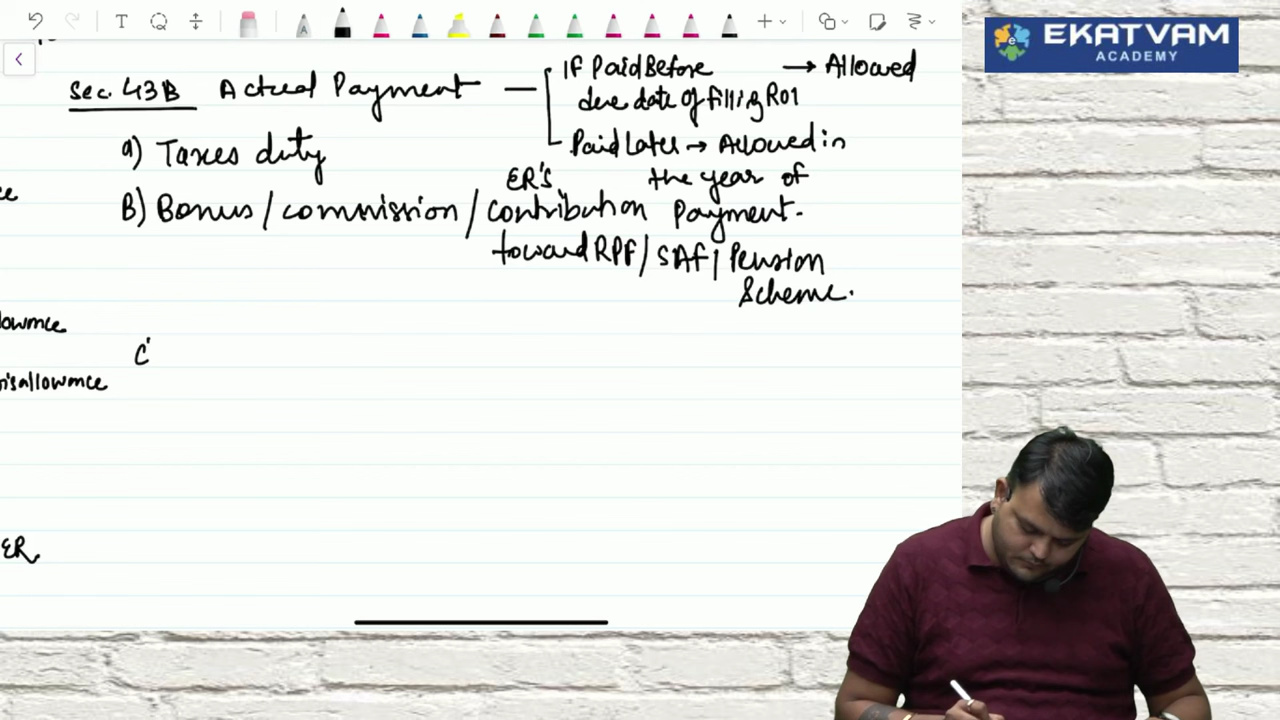 EKATVAM
ACADEMY
Sec. 43B Actual Payment — IF Paid Before → Allowed
due date of filling ROI
Paid Later → Allowed in
the year of
Payment.
a) Taxes duty
B) Bonus / commission / ER's Contribution
toward RPF / SAF / Pension
Scheme.
C
llowance
isallowance
ER
T